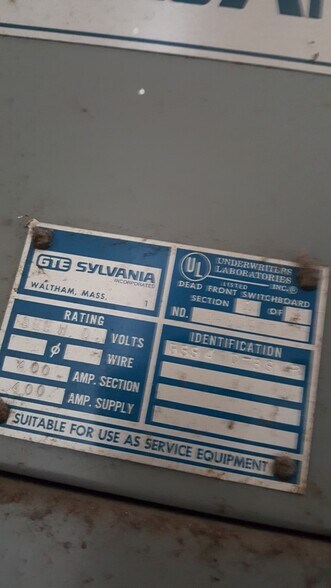 GTE SYLVANIA
INCORPORATED
WALTHAM, MASS. 1
UL ® UNDERWRITERS
LABORATORIES
INC.®
LISTED
DEAD FRONT SWITCHBOARD
SECTION OF
NO.
RATING
VOLTS
Ø WIRE
AMP. SECTION
400 AMP. SUPPLY
IDENTIFICATION
SUITABLE FOR USE AS SERVICE EQUIPMENT